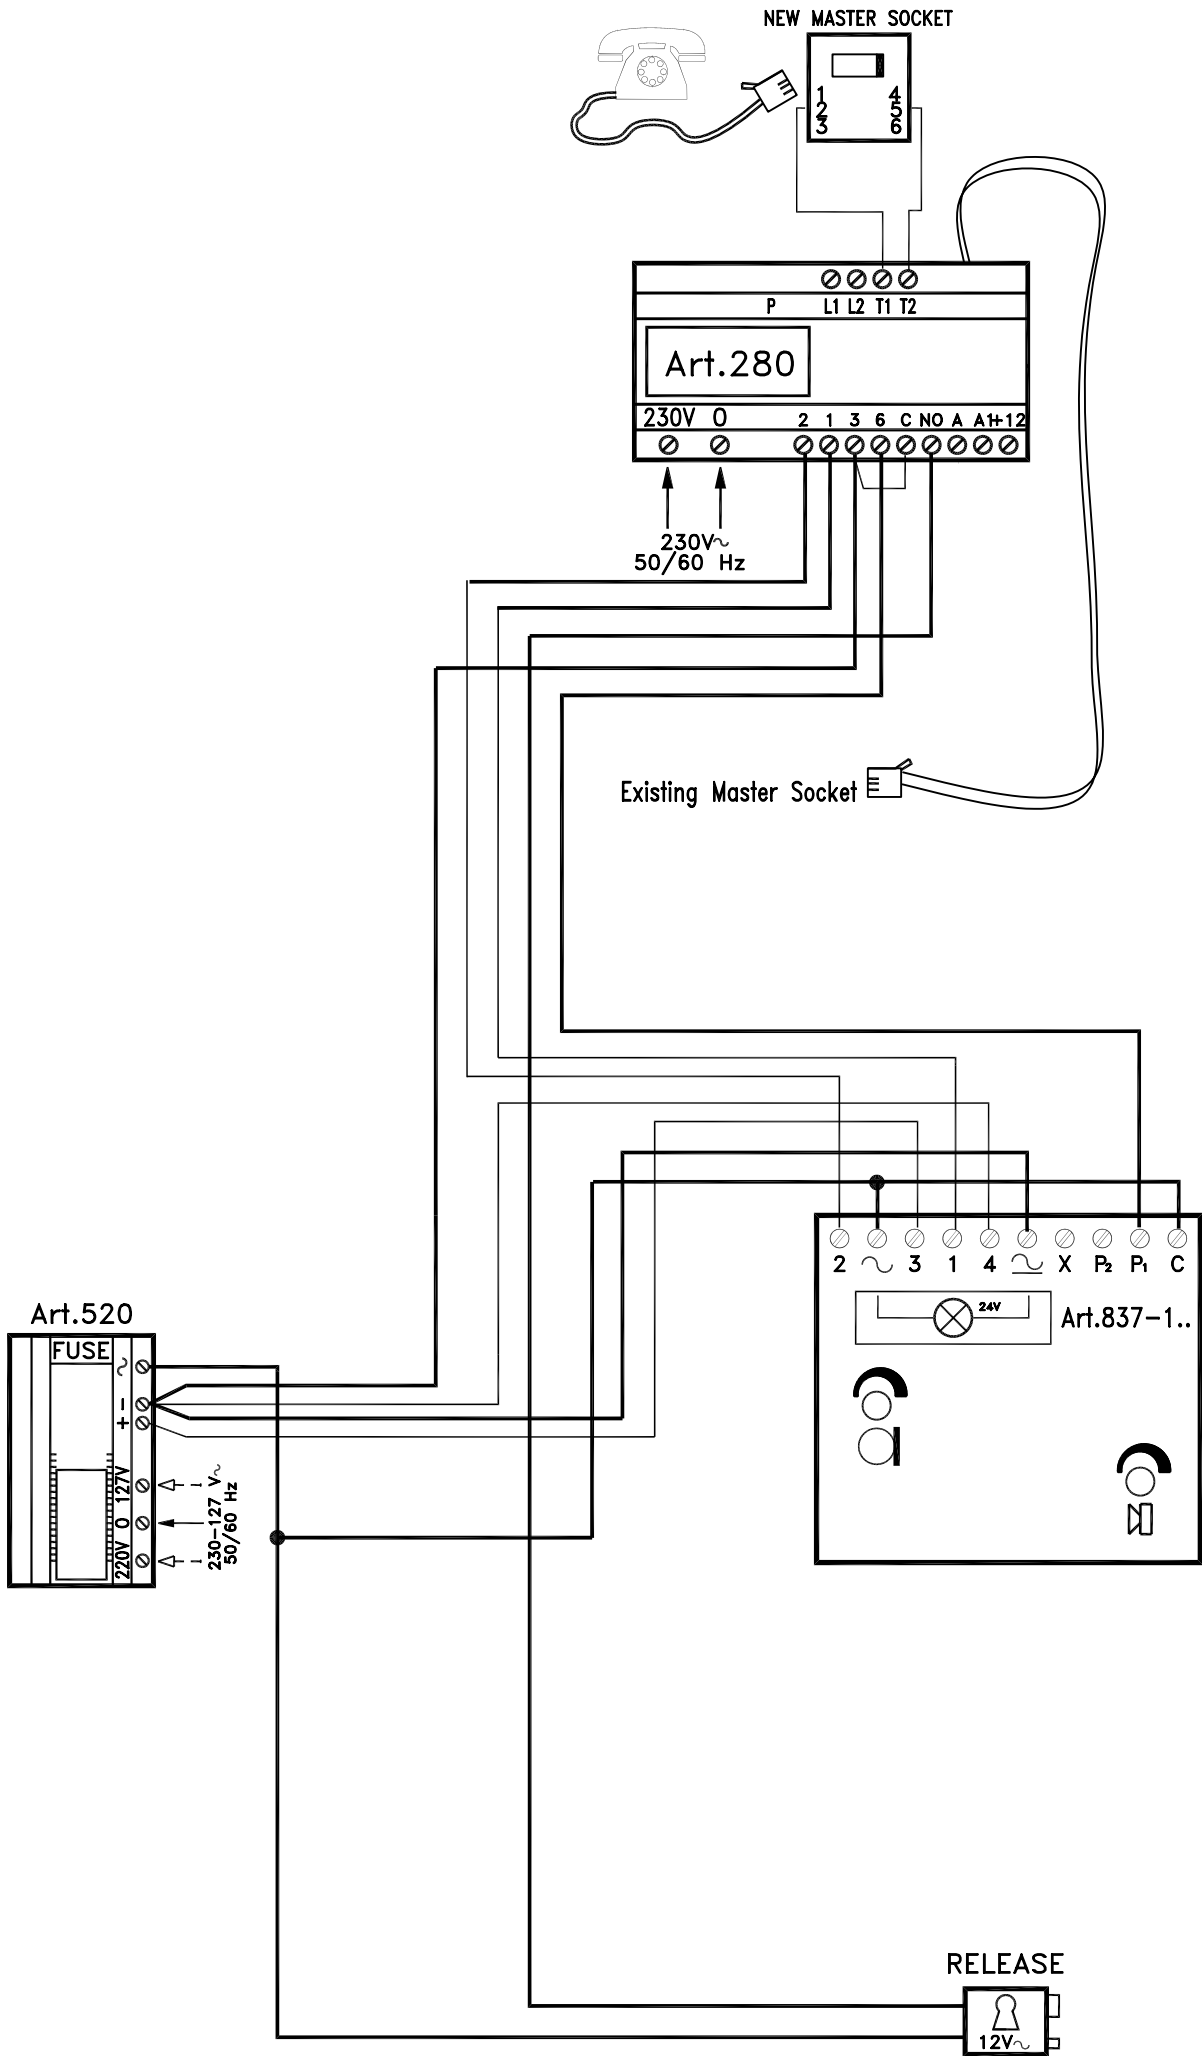 NEW MASTER SOCKET
1 4
2 5
3 6
P L1 L2 T1 T2
Art.280
230V 0 2 1 3 6 C NO A A1 +12
230V~
50/60 Hz
Existing Master Socket
2 ~ 3 1 4 ~ X P2 P1 C
24V
Art.837-1..
Art.520
FUSE
~
-
+
127V
0
220V
230-127 V~
50/60 Hz
RELEASE
12V~